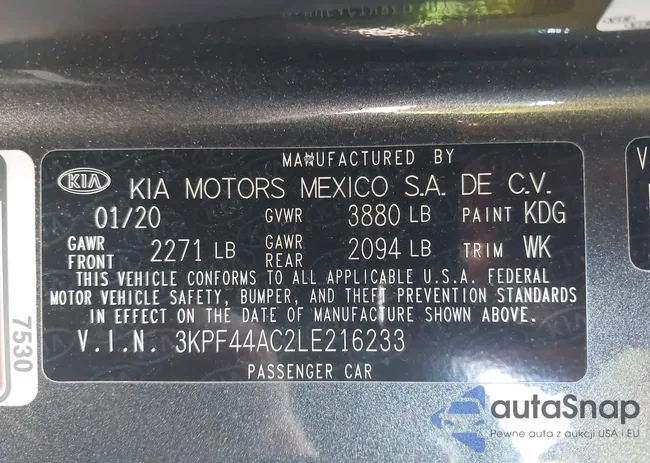 MANUFACTURED BY
KIA KIA MOTORS MEXICO S.A. DE C.V.
01/20 GVWR 3880 LB PAINT KDG
GAWR FRONT 2271 LB GAWR REAR 2094 LB TRIM WK
THIS VEHICLE CONFORMS TO ALL APPLICABLE U.S.A. FEDERAL
MOTOR VEHICLE SAFETY, BUMPER, AND THEFT PREVENTION STANDARDS
IN EFFECT ON THE DATE OF MANUFACTURE SHOWN ABOVE.
V.I.N. 3KPF44AC2LE216233
PASSENGER CAR
7530
V
autoSnap
Pewne auta z aukcji USA i EU